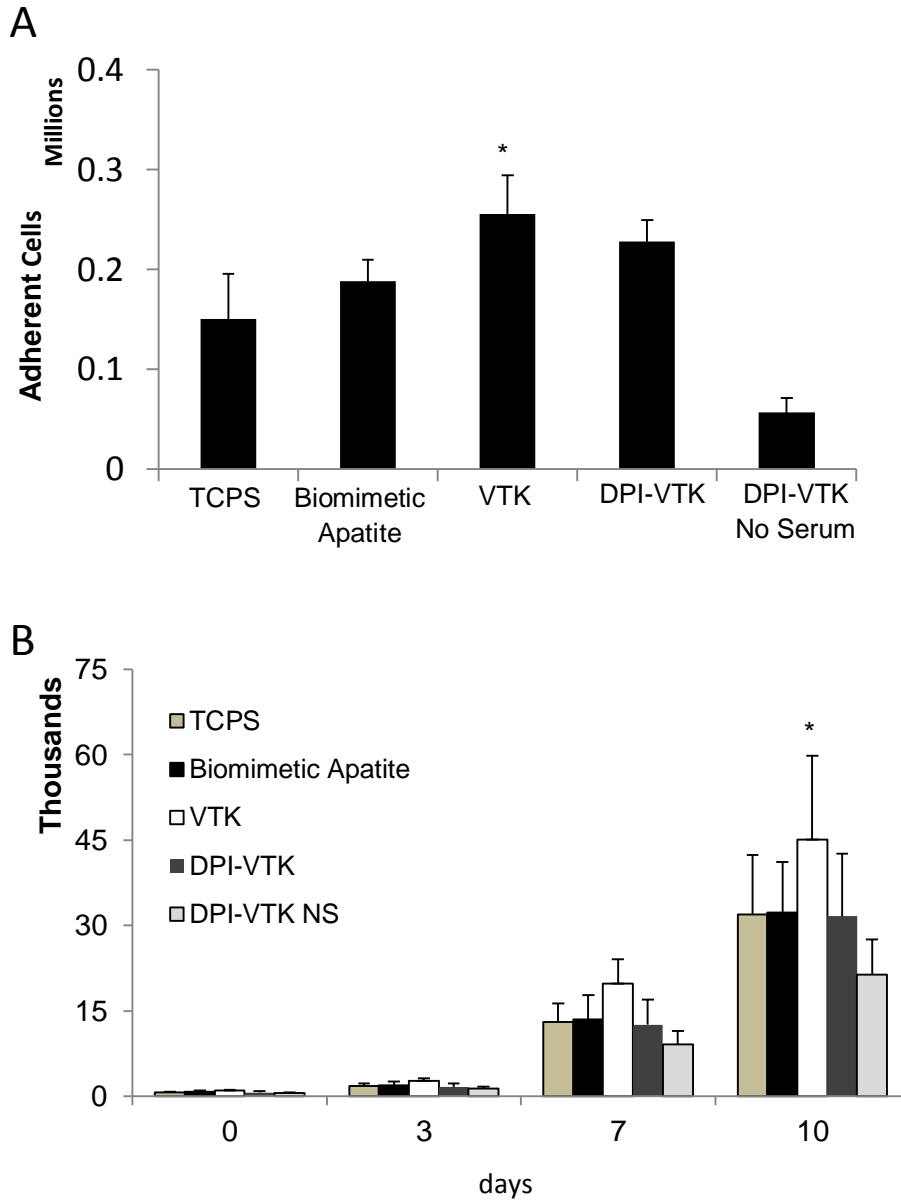 A
Millions
Adherent Cells
0.4
0.3
0.2
0.1
0
*
TCPS
Biomimetic
Apatite
VTK
DPI-VTK
DPI-VTK
No Serum
B
Thousands
75
60
45
30
15
0
TCPS
Biomimetic Apatite
VTK
DPI-VTK
DPI-VTK NS
*
0 3 7 10
days